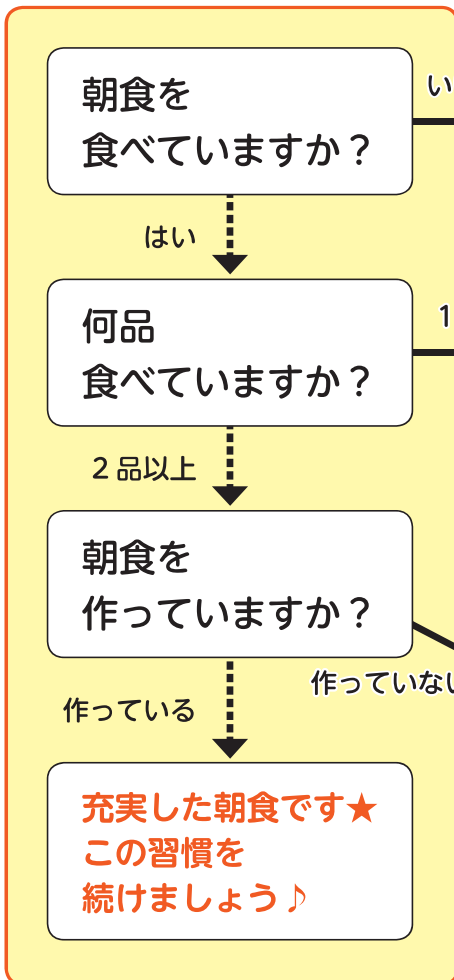 朝食を
食べていますか？
い
はい
何品
食べていますか？
1
2 品以上
朝食を
作っていますか？
作っていない
作っている
充実した朝食です★
この習慣を
続けましょう♪